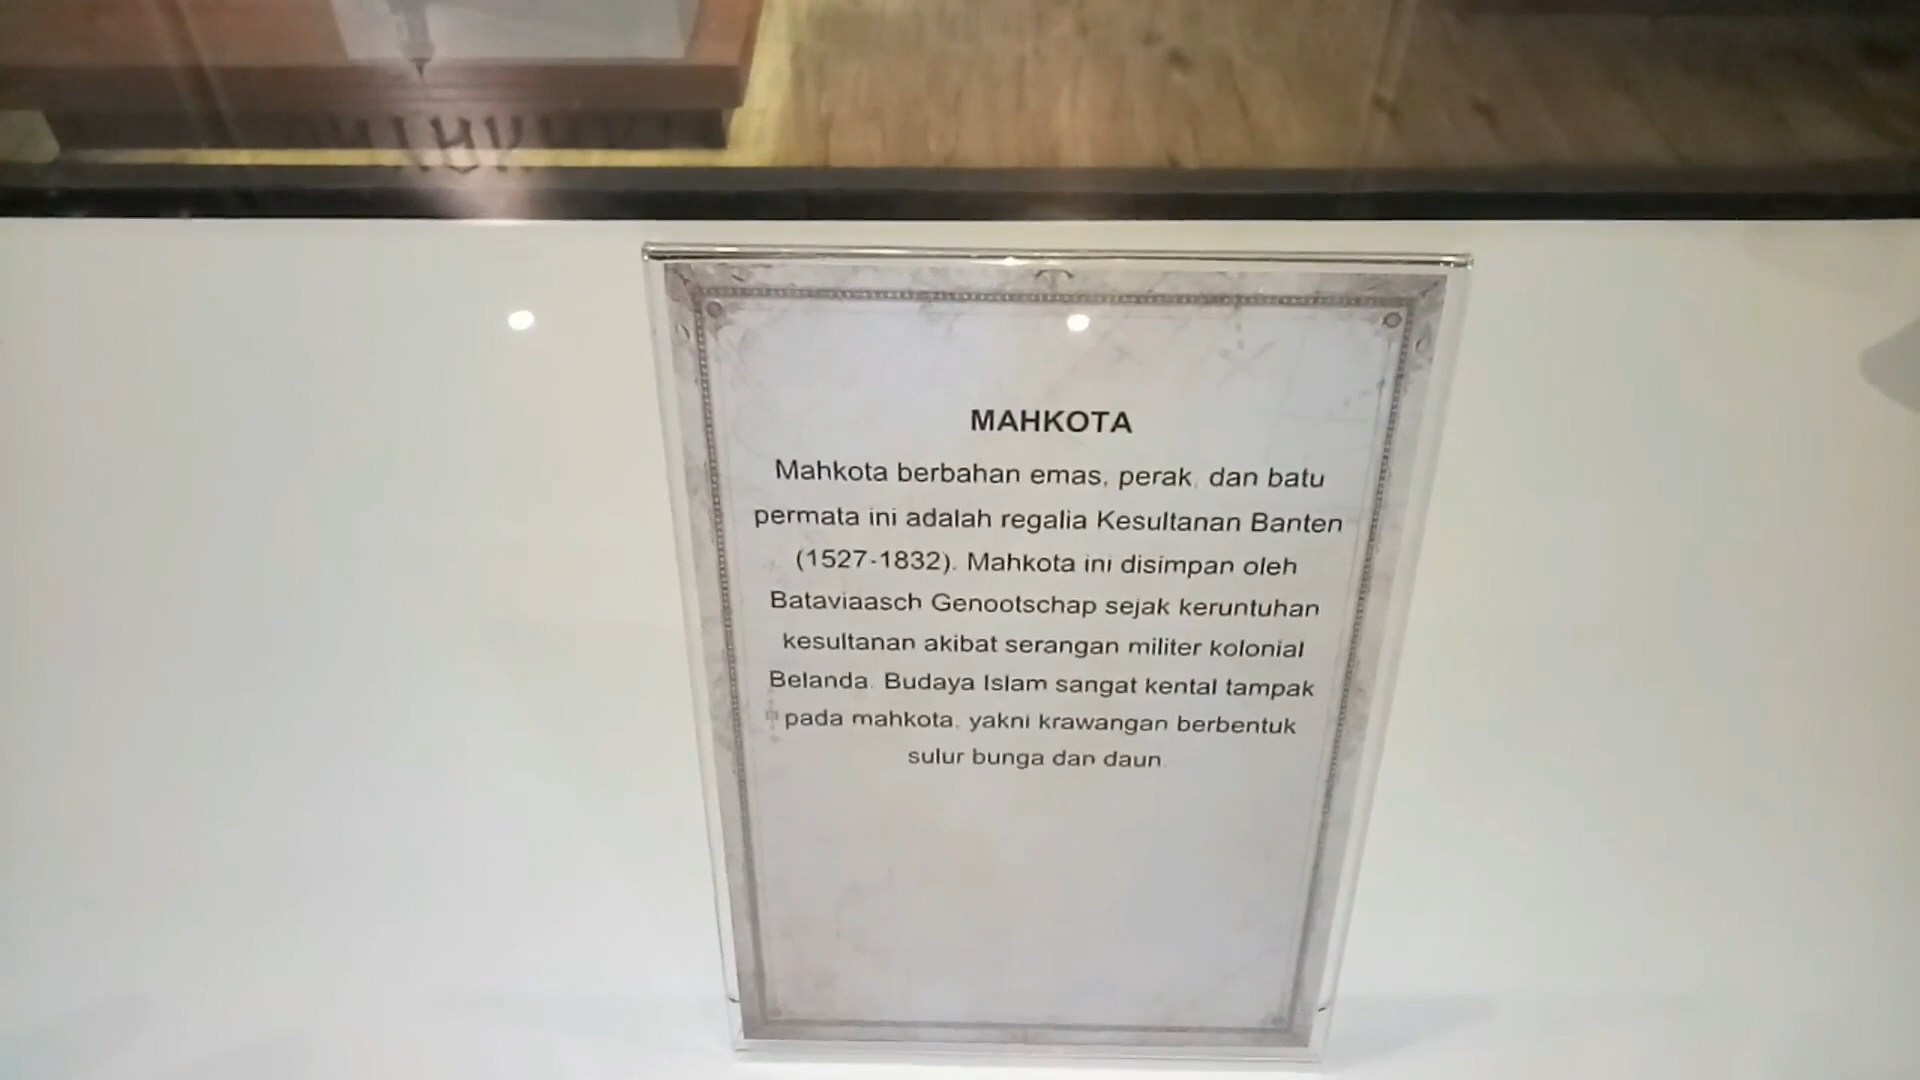 MAHKOTA
Mahkota berbahan emas, perak, dan batu
permata ini adalah regalia Kesultanan Banten
(1527-1832). Mahkota ini disimpan oleh
Bataviaasch Genootschap sejak keruntuhan
kesultanan akibat serangan militer kolonial
Belanda. Budaya Islam sangat kental tampak
pada mahkota, yakni krawangan berbentuk
sulur bunga dan daun.